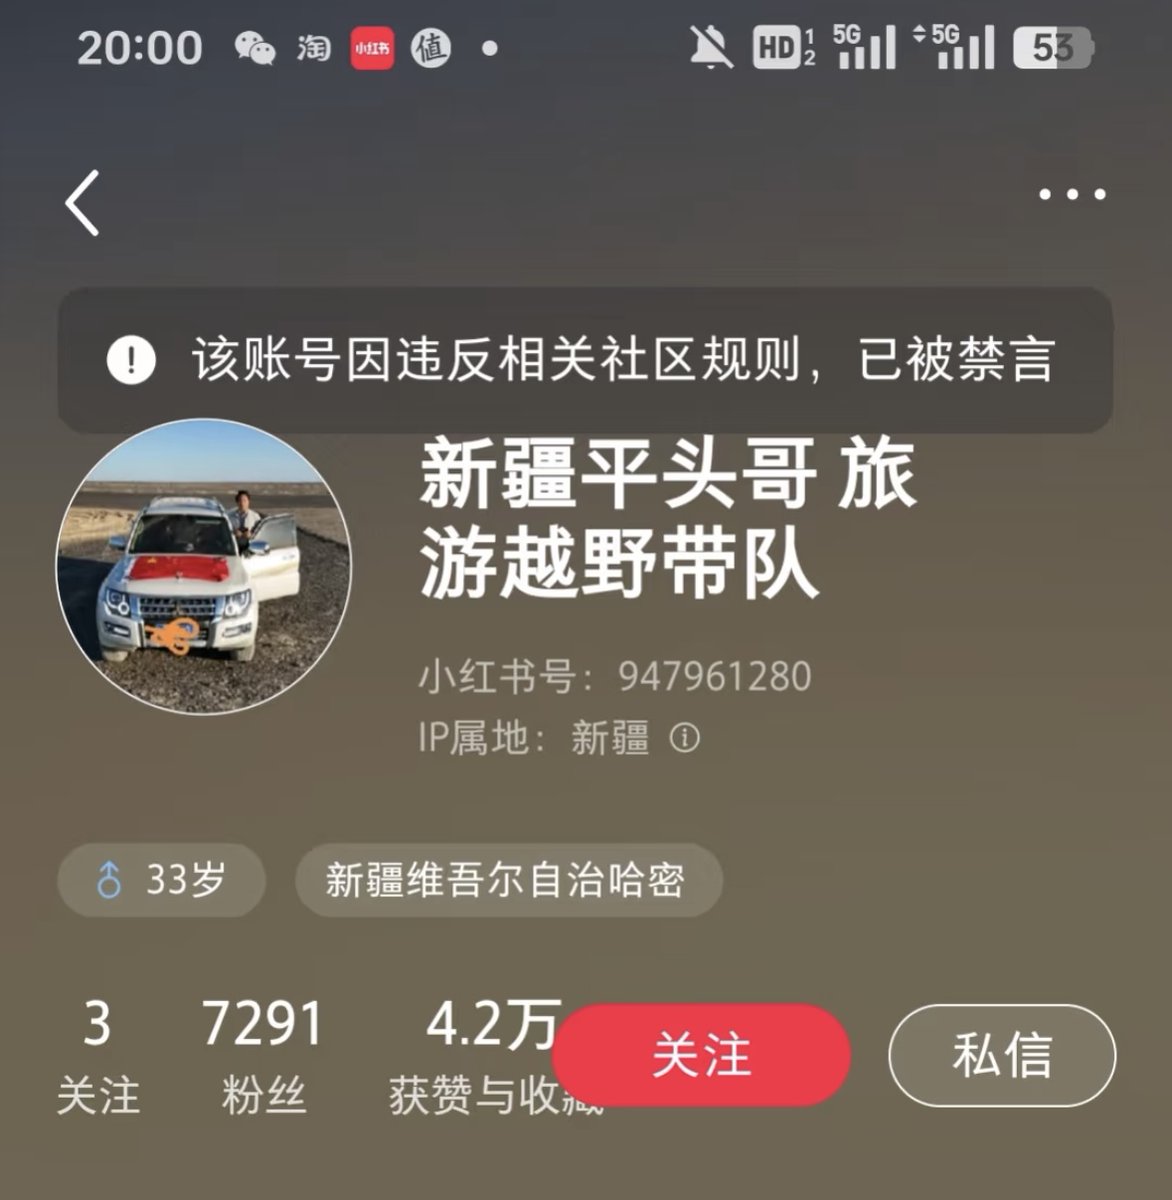 20:00 淘 小红书 值 HD 1 2 5G 5G 53
该账号因违反相关社区规则，已被禁言
新疆平头哥 旅
游越野带队
小红书号：947961280
IP属地：新疆
33岁 新疆维吾尔自治哈密
3 7291 4.2万
关注 粉丝 获赞与收藏
关注 私信